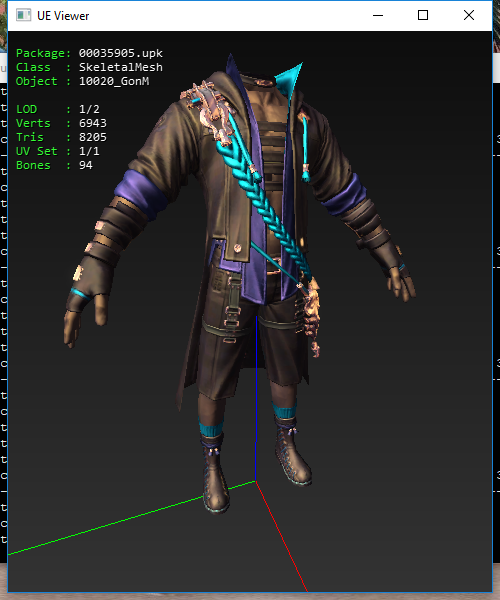 UE Viewer
Package: 00035905.upk
Class : SkeletalMesh
Object : 10020_GonM
LOD : 1/2
Verts : 6943
Tris : 8205
UV Set : 1/1
Bones : 94